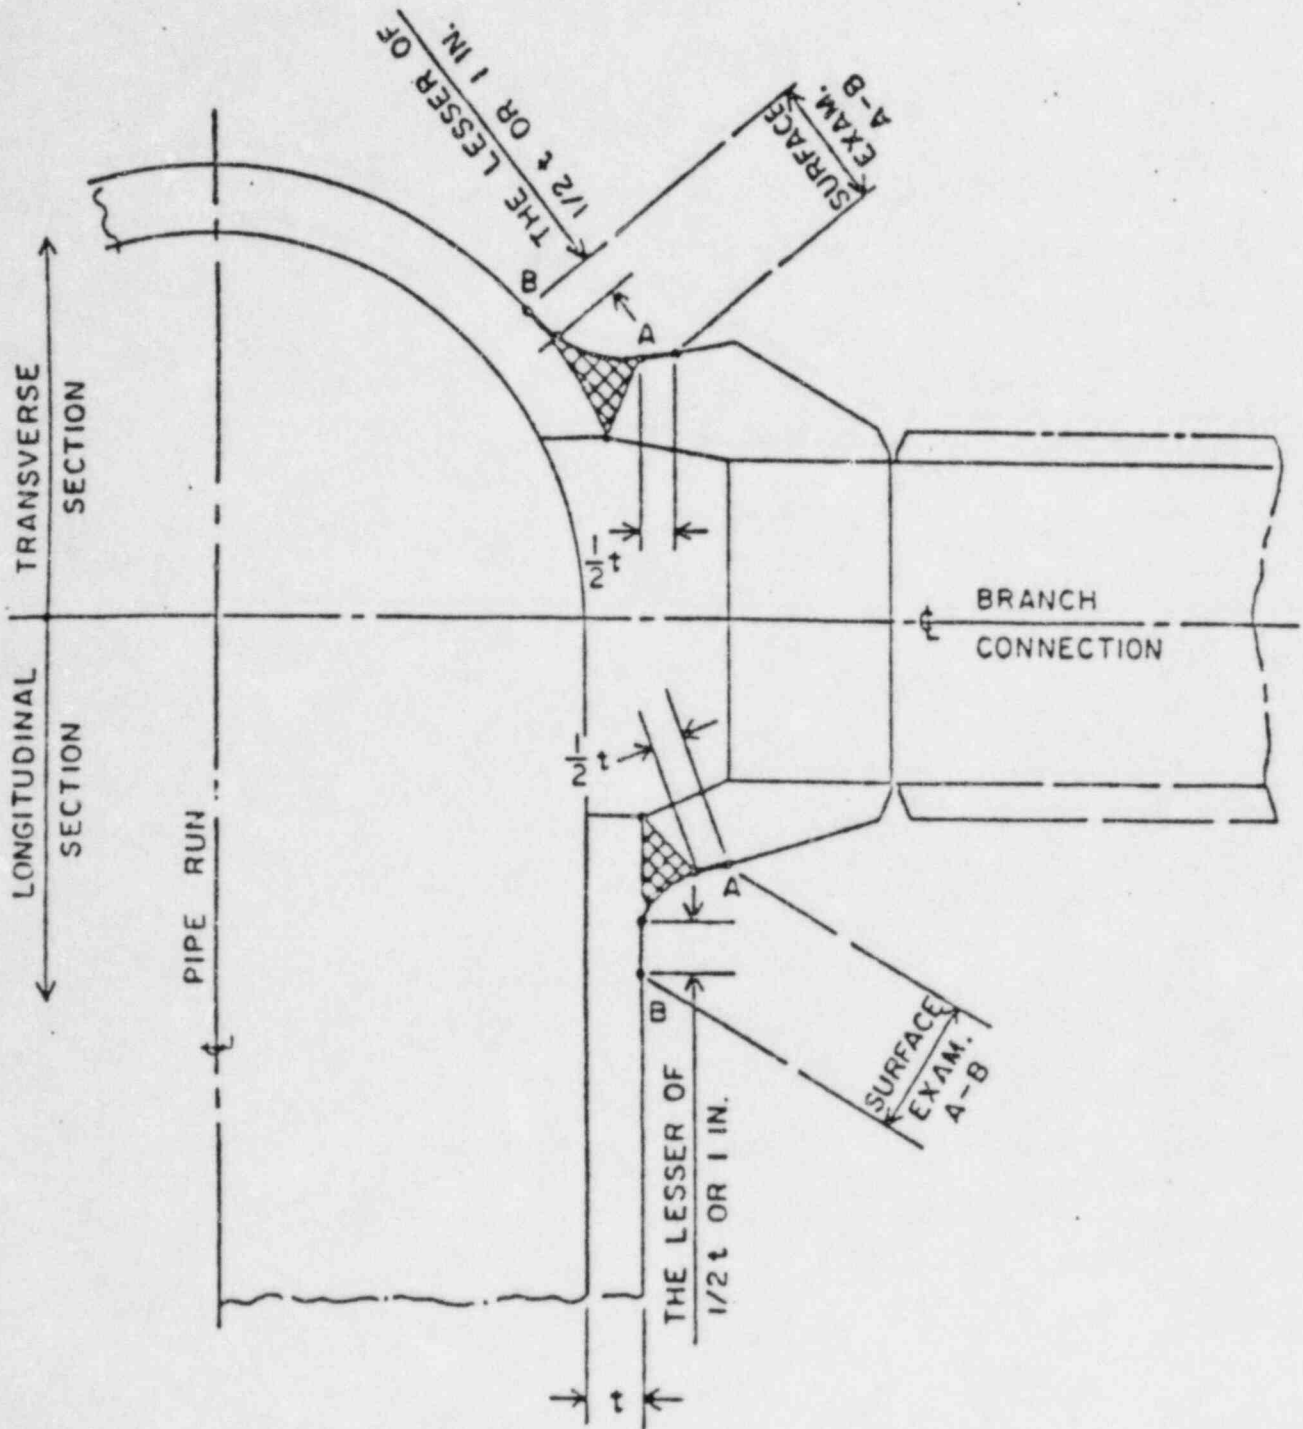 THE LESSER OF
1/2 t OR 1 IN.
SURFACE
EXAM.
A-B
TRANSVERSE
SECTION
LONGITUDINAL
SECTION
PIPE RUN
℄
B
A
1/2 t
BRANCH
CONNECTION
℄
1/2 t
A
B
SURFACE
EXAM.
A-B
THE LESSER OF
1/2 t OR 1 IN.
t